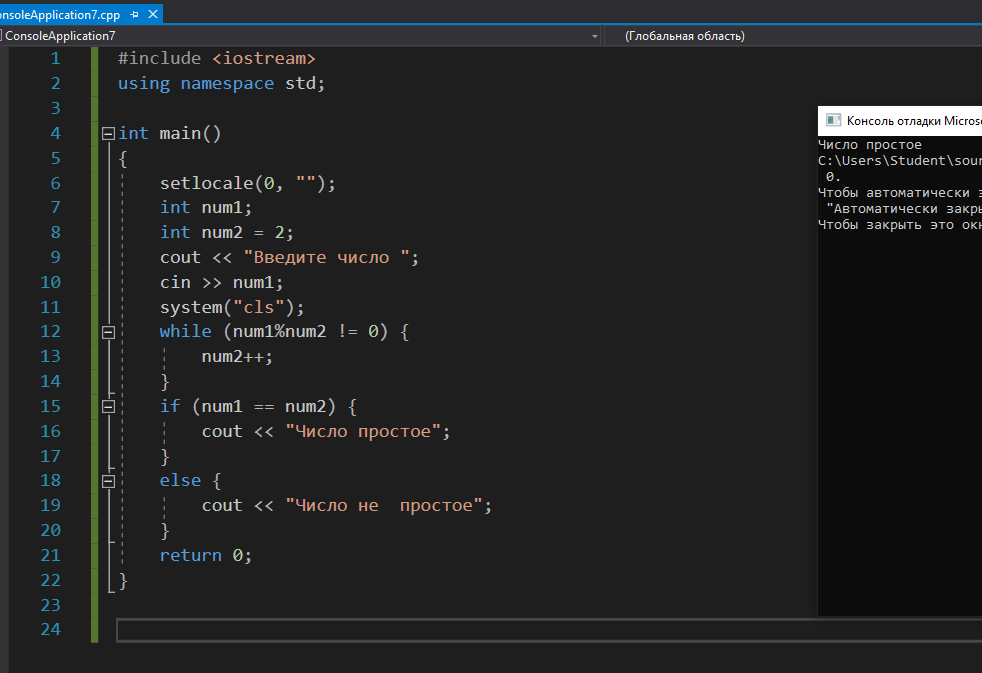 ConsoleApplication7.cpp
ConsoleApplication7
(Глобальная область)
1 #include <iostream>
2 using namespace std;
3
4 int main()
5 {
6 setlocale(0, "");
7 int num1;
8 int num2 = 2;
9 cout << "Введите число ";
10 cin >> num1;
11 system("cls");
12 while (num1%num2 != 0) {
13 num2++;
14 }
15 if (num1 == num2) {
16 cout << "Число простое";
17 }
18 else {
19 cout << "Число не  простое";
20 }
21 return 0;
22 }
23
24
Консоль отладки Micros
Число простое
C:\Users\Student\sour
0.
Чтобы автоматически
"Автоматически закры
Чтобы закрыть это окн